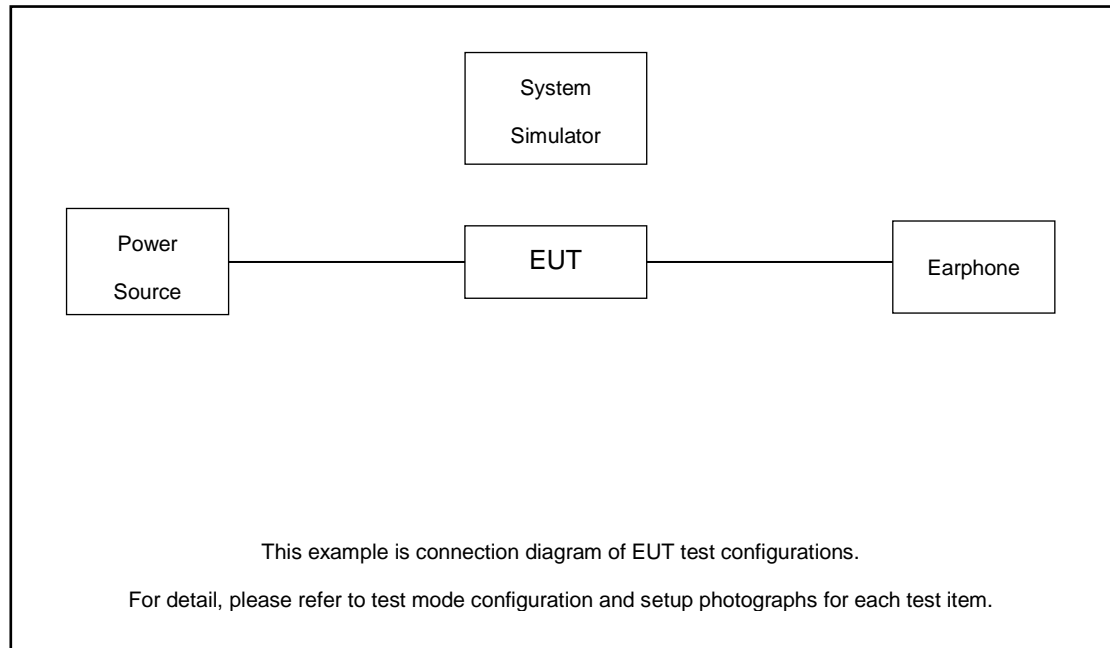 System
Simulator
Power
Source
EUT
Earphone
This example is connection diagram of EUT test configurations.
For detail, please refer to test mode configuration and setup photographs for each test item.